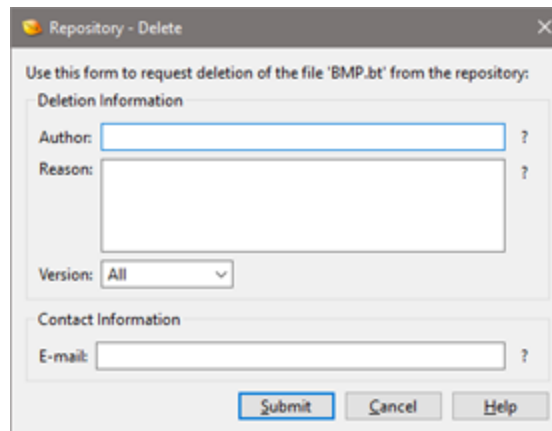 Repository - Delete
Use this form to request deletion of the file 'BMP.bt' from the repository:
Deletion Information
Author: ?
Reason: ?
Version: All
Contact Information
E-mail: ?
Submit Cancel Help